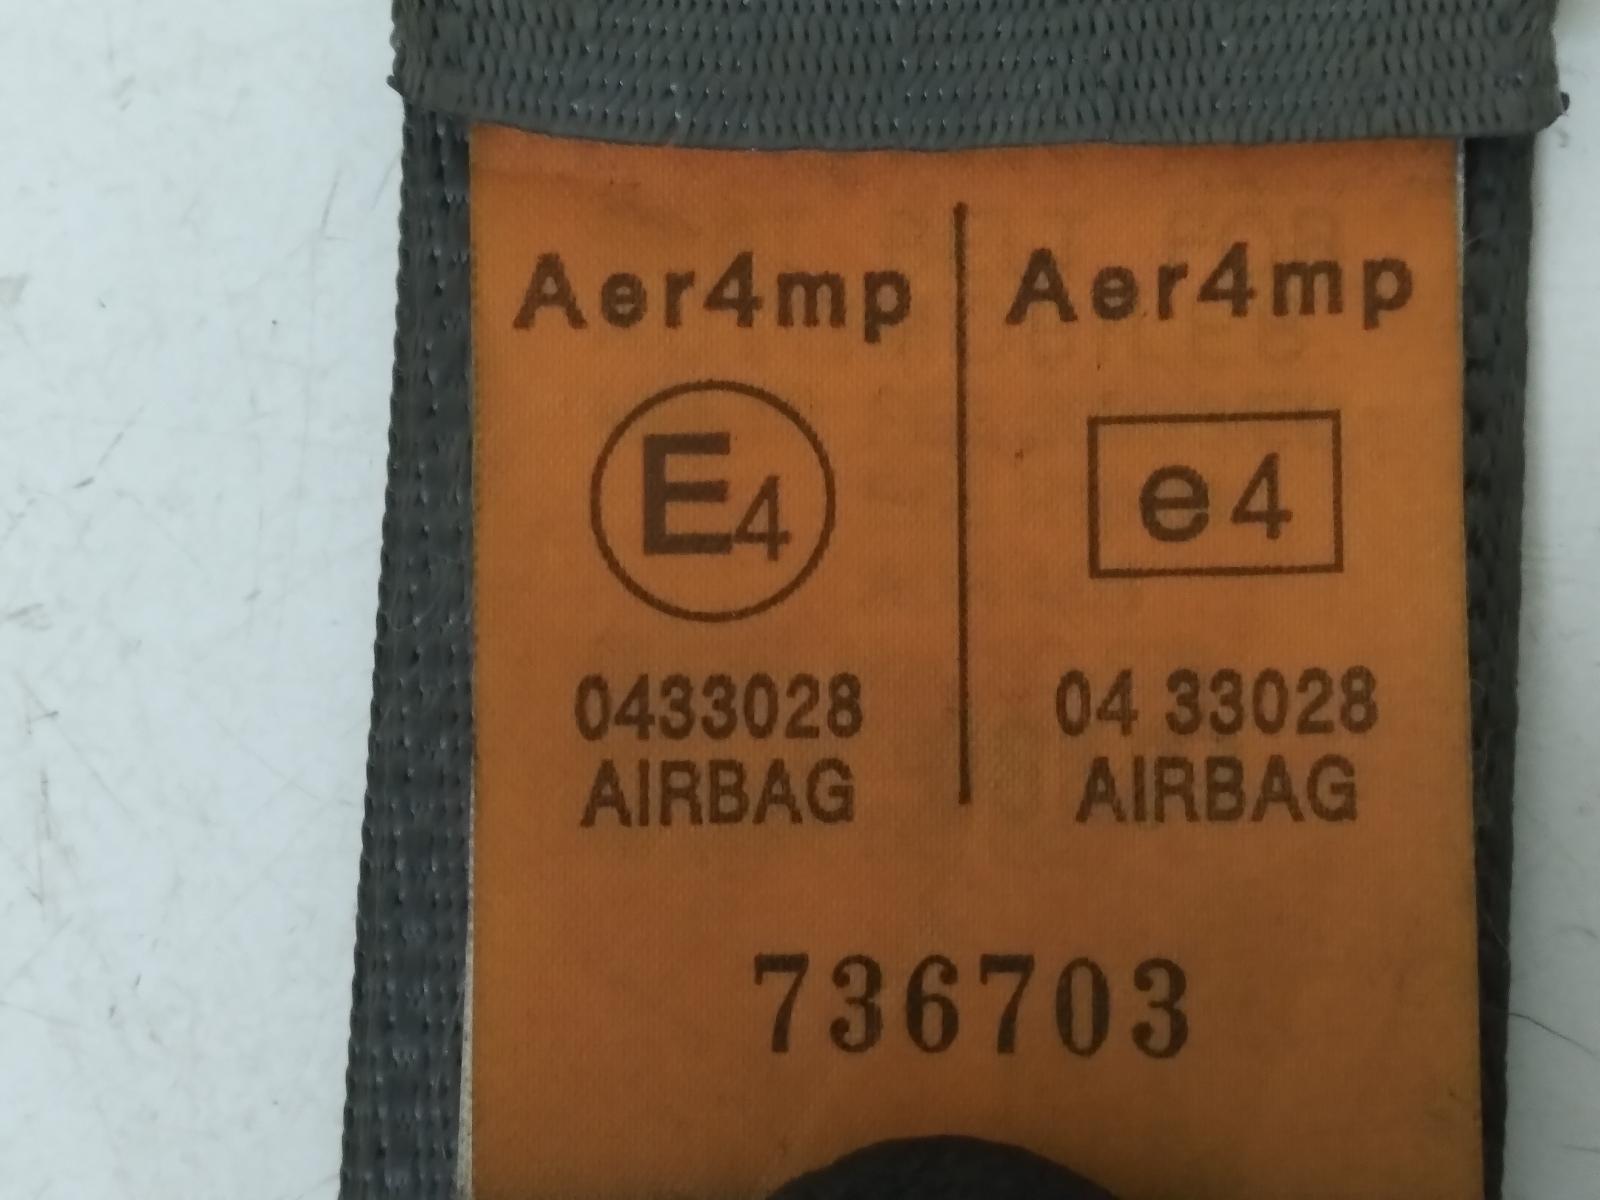 Aer4mp
E4
0433028
AIRBAG
Aer4mp
e4
04 33028
AIRBAG
736703